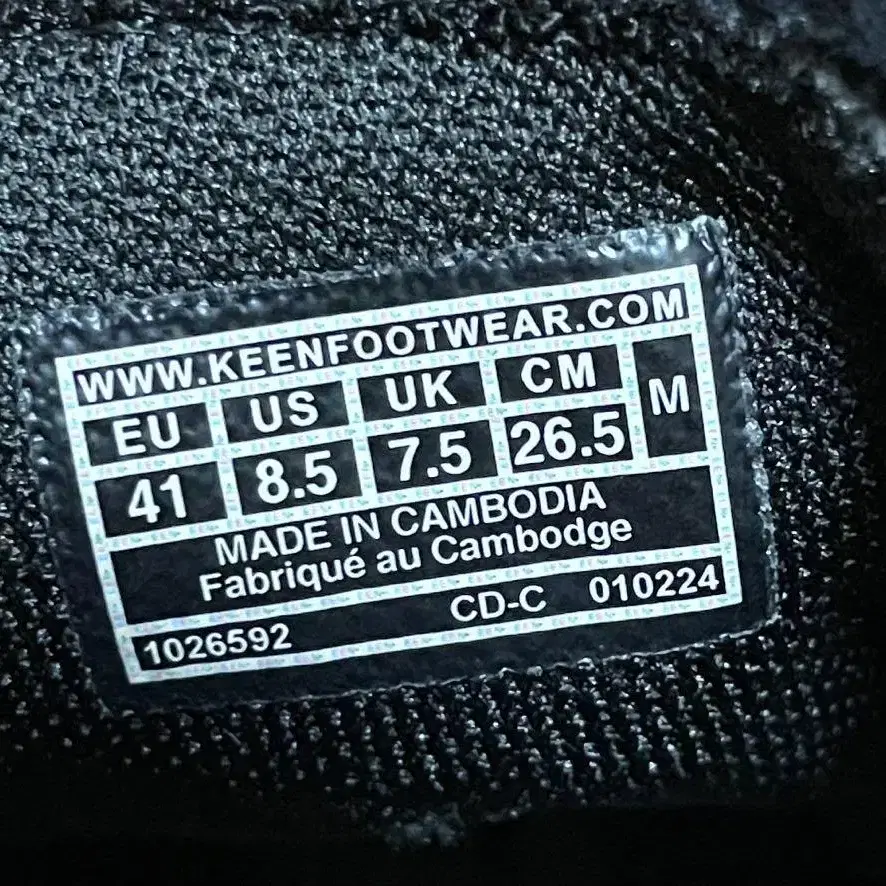 WWW.KEENFOOTWEAR.COM
EU US UK CM M
41 8.5 7.5 26.5
MADE IN CAMBODIA
Fabriqué au Cambodge
1026592 CD-C 010224